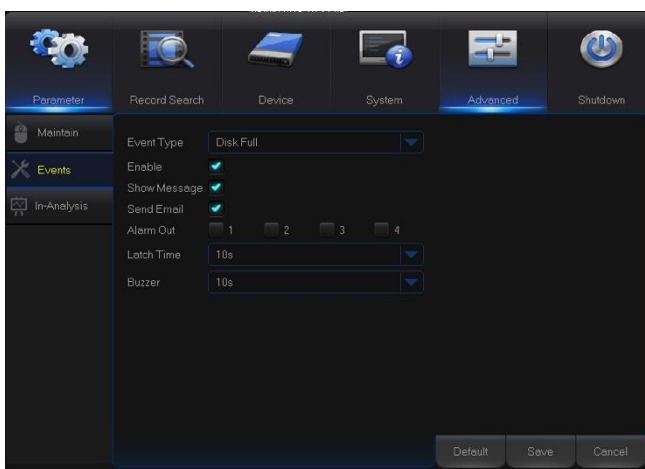 Parameter Record Search Device System Advanced Shutdown
Maintain
Events
In-Analysis
Event Type Disk Full
Enable
Show Message
Send Email
Alarm Out 1 2 3 4
Latch Time 10s
Buzzer 10s
Default Save Cancel